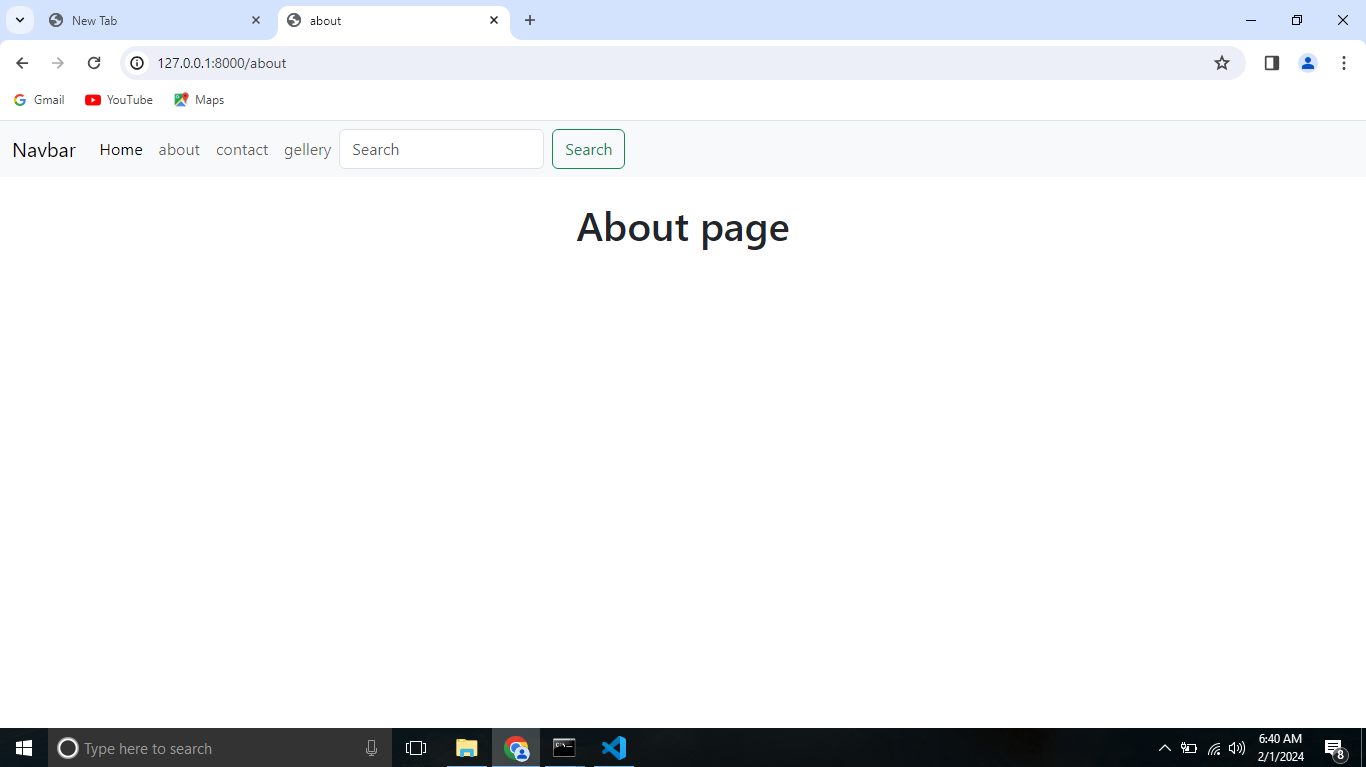 New Tab
about
127.0.0.1:8000/about
Gmail YouTube Maps
Navbar Home about contact gellery Search Search
About page
Type here to search
6:40 AM
2/1/2024
8